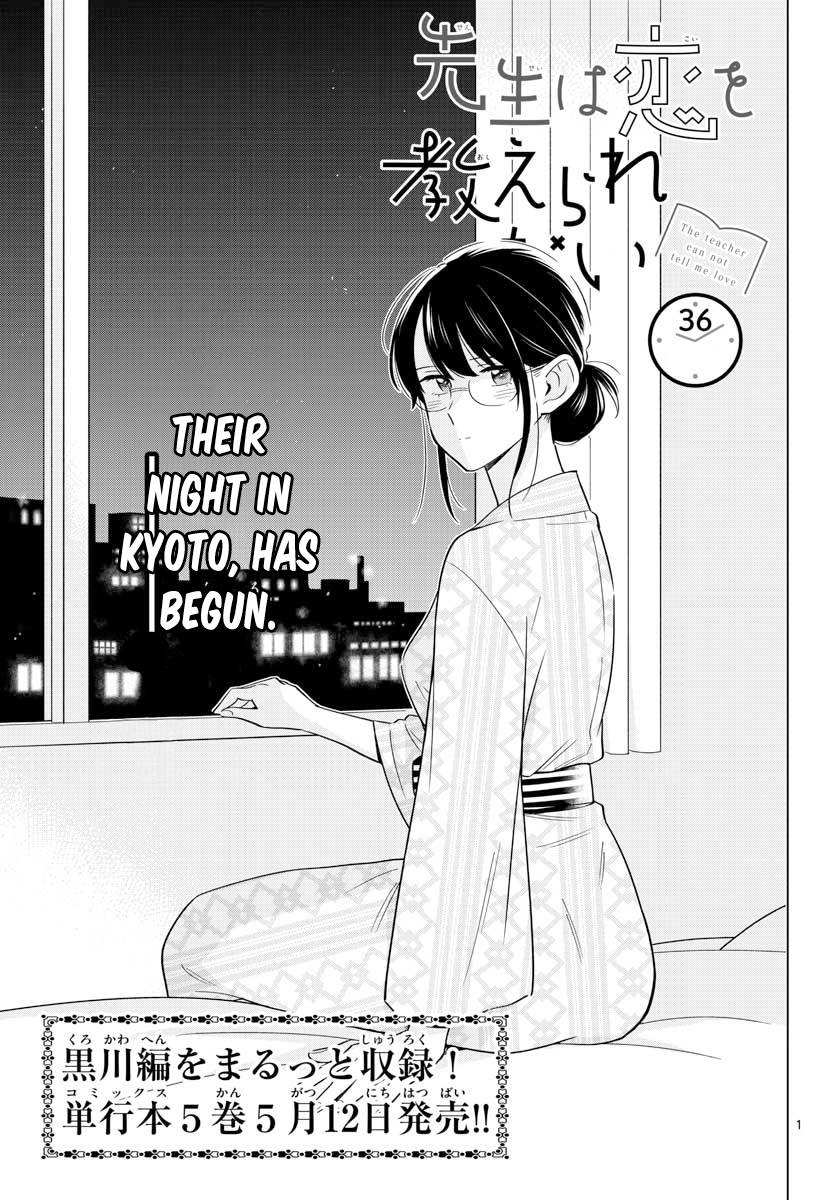 先生は恋を
教えられ
ない
The teacher
can not
tell me love
36
THEIR
NIGHT IN
KYOTO, HAS
BEGUN.
黒川編をまるっと収録!
単行本5巻5月12日発売!!
1